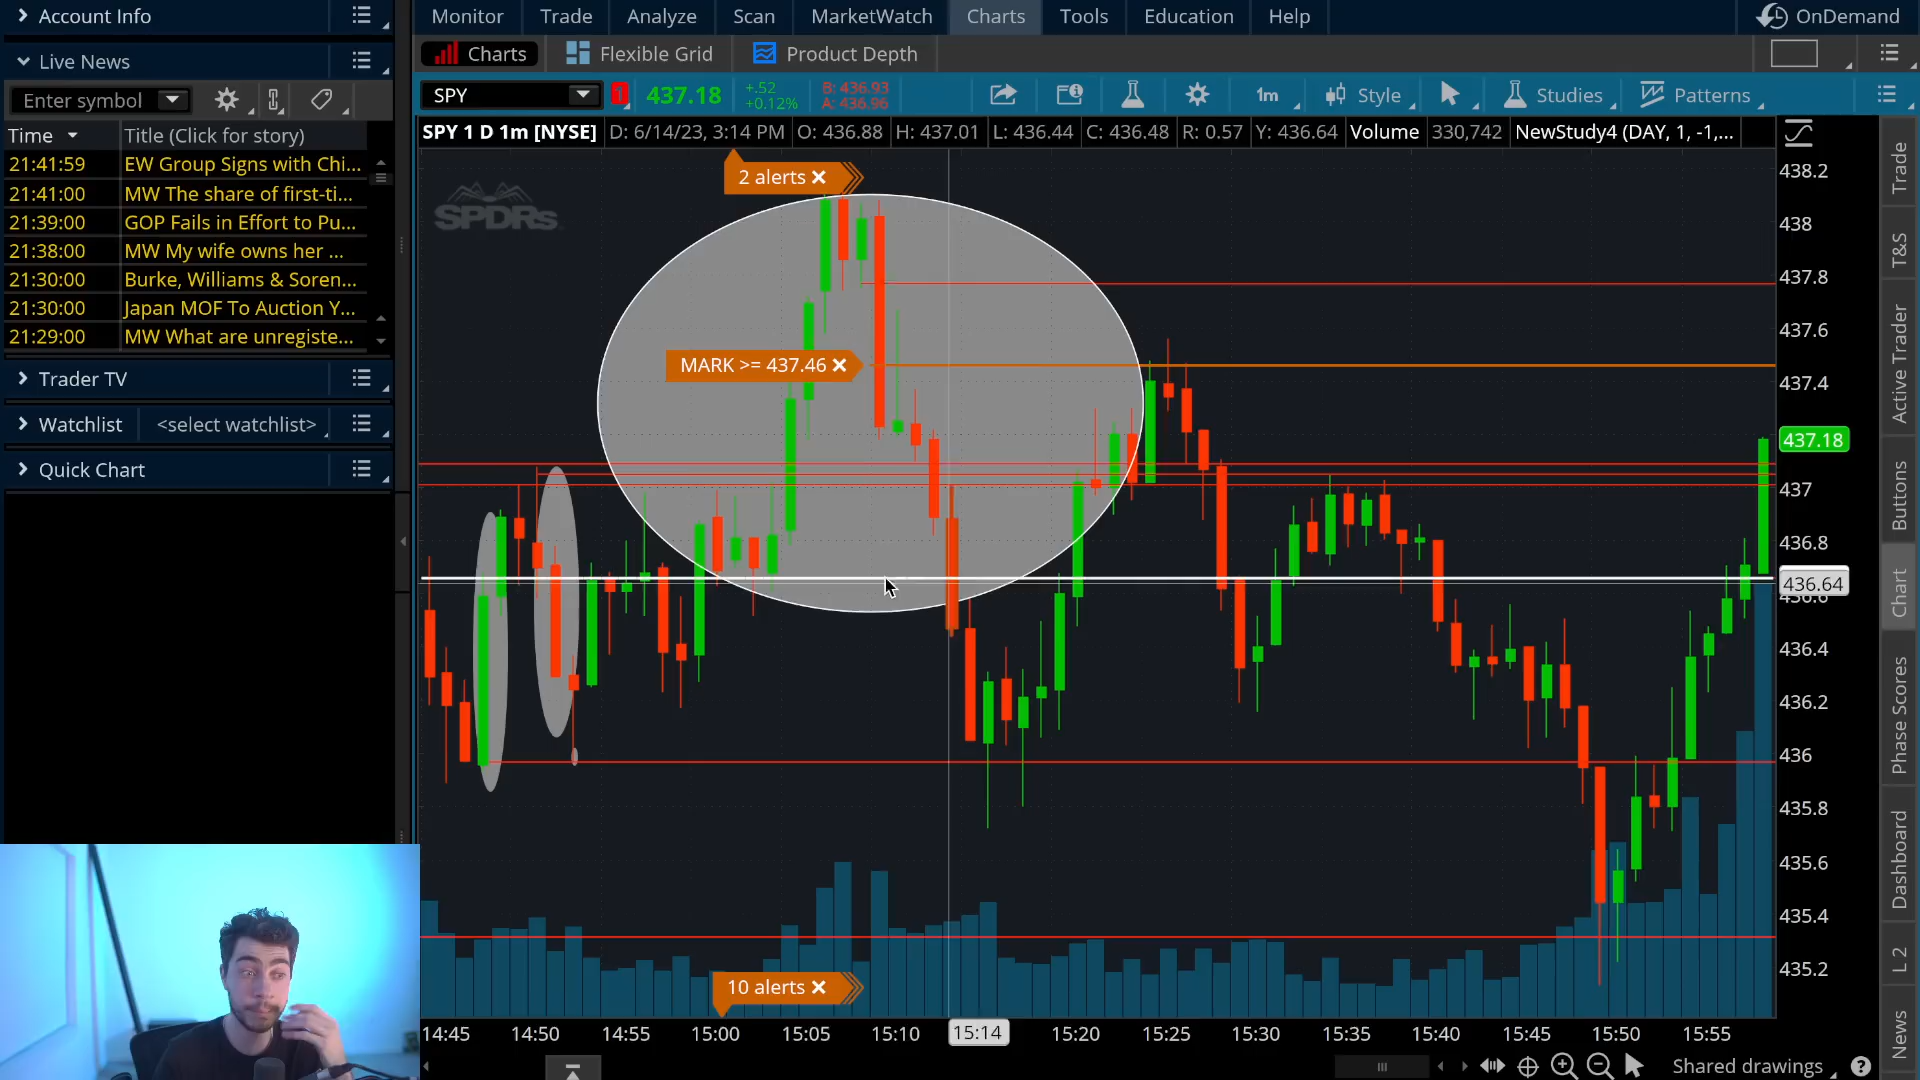 Account Info
Monitor Trade Analyze Scan MarketWatch Charts Tools Education Help OnDemand
Live News
Charts Flexible Grid Product Depth
Enter symbol
SPY 1 437.18 +.52 +0.12% B: 436.93 A: 436.96 1m Style Studies Patterns
Time Title (Click for story)
SPY 1 D 1m [NYSE] D: 6/14/23, 3:14 PM O: 436.88 H: 437.01 L: 436.44 C: 436.48 R: 0.57 Y: 436.64 Volume 330,742 NewStudy4 (DAY, 1, -1,...
21:41:59 EW Group Signs with Chi...
21:41:00 MW The share of first-ti...
21:39:00 GOP Fails in Effort to Pu...
21:38:00 MW My wife owns her ...
21:30:00 Burke, Williams & Soren...
21:30:00 Japan MOF To Auction Y...
21:29:00 MW What are unregiste...
Trader TV
Watchlist <select watchlist>
Quick Chart
2 alerts
SPDRs
MARK >= 437.46
10 alerts
438.2
438
437.8
437.6
437.4
437.18
437
436.8
436.64
436.4
436.2
436
435.8
435.6
435.4
435.2
14:45 14:50 14:55 15:00 15:05 15:10 15:14 15:20 15:25 15:30 15:35 15:40 15:45 15:50 15:55
Shared drawings
Trade
T&S
Active Trader
Buttons
Chart
Phase Scores
Dashboard
L 2
News